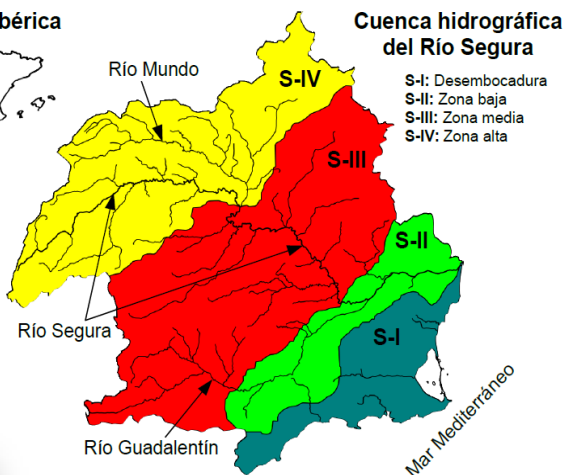 bérica
Cuenca hidrográfica
del Río Segura
S-I: Desembocadura
S-II: Zona baja
S-III: Zona media
S-IV: Zona alta
Río Mundo
S-IV
S-III
S-II
S-I
Río Segura
Río Guadalentín
Mar Mediterráneo